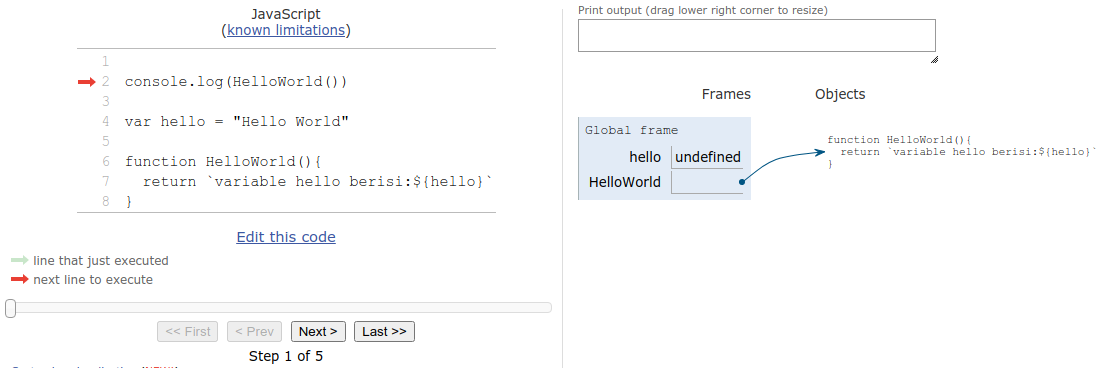 JavaScript
(known limitations)
1
2 console.log(HelloWorld())
3
4 var hello = "Hello World"
5
6 function HelloWorld(){
7 return `variable hello berisi:${hello}`
8 }
Edit this code
line that just executed
next line to execute
<< First < Prev Next > Last >>
Step 1 of 5
Print output (drag lower right corner to resize)
Frames Objects
Global frame
hello undefined
HelloWorld
function HelloWorld(){
return `variable hello berisi:${hello}`
}